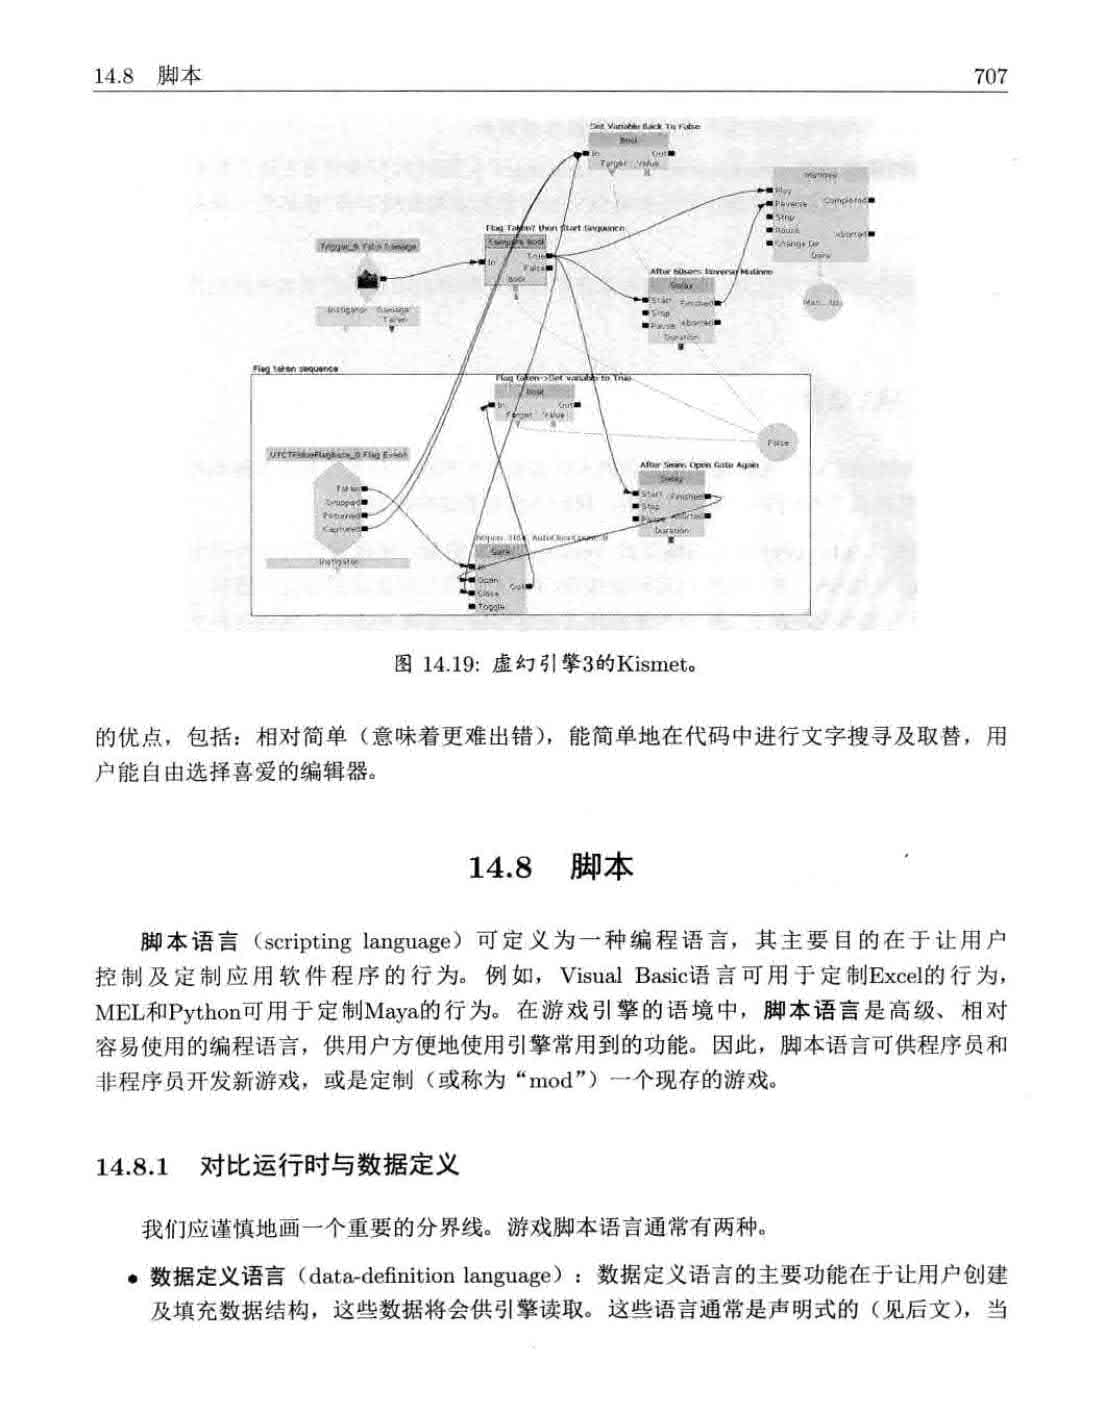 14.8 脚本 707
Set Variable Back To False
Bool
In Out
Target Value
Matinee
Play
Reverse Completed
Stop
Pause Aborted
Change Dir
Data
Flag Taken? then Start Sequence
Compare Bool
In True
False
Bool
Trigger_0 Take Damage
Instigator Damage
Taken
After 60secs Reverse Matinee
Delay
Start Finished
Stop
Pause Aborted
Duration
Flag taken sequence
Flag taken->Set variable to True
Bool
In Out
Target Value
False
Flag Event
Taken
Dropped
Returned
Captured
Instigator
After 5secs Open Gate Again
Delay
Start Finished
Stop
Pause Aborted
Duration
Gate
In
Open
Close Out
Toggle
图 14.19: 虚幻引擎3的Kismet。
的优点，包括：相对简单（意味着更难出错），能简单地在代码中进行文字搜寻及取替，用
户能自由选择喜爱的编辑器。
14.8 脚本
脚本语言（scripting language）可定义为一种编程语言，其主要目的在于让用户
控制及定制应用软件程序的行为。例如，Visual Basic语言可用于定制Excel的行为，
MEL和Python可用于定制Maya的行为。在游戏引擎的语境中，脚本语言是高级、相对
容易使用的编程语言，供用户方便地使用引擎常用到的功能。因此，脚本语言可供程序员和
非程序员开发新游戏，或是定制（或称为“mod”）一个现存的游戏。
14.8.1 对比运行时与数据定义
我们应谨慎地画一个重要的分界线。游戏脚本语言通常有两种。
● 数据定义语言（data-definition language）：数据定义语言的主要功能在于让用户创建
及填充数据结构，这些数据将会供引擎读取。这些语言通常是声明式的（见后文），当